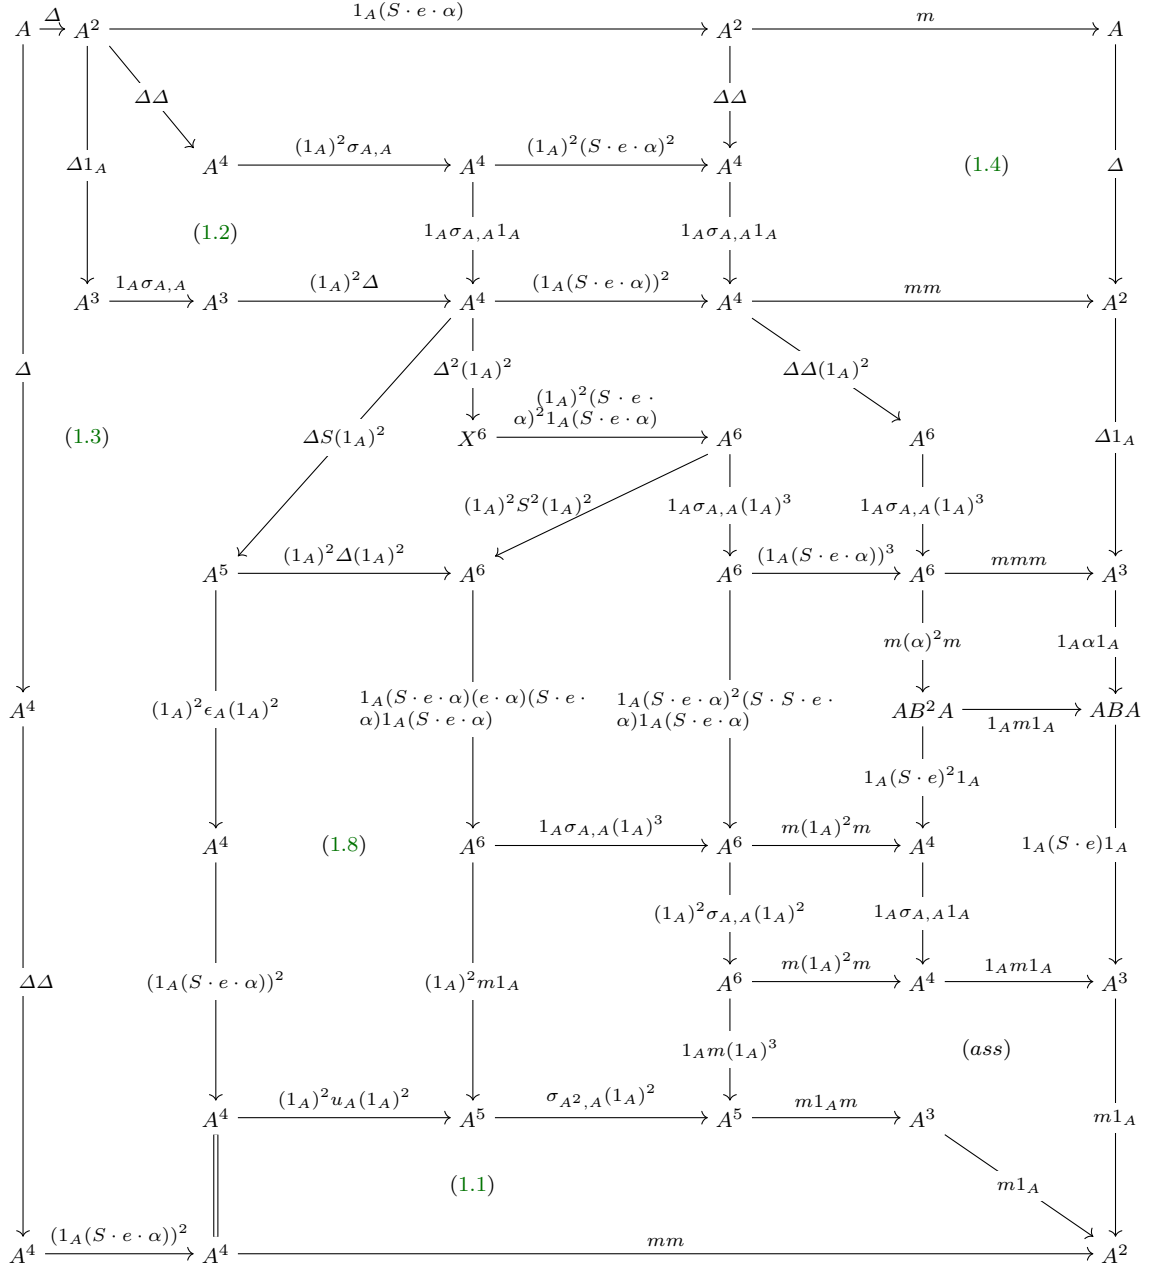 A Δ A² 1_A(S · e · α) A² m A
ΔΔ ΔΔ
Δ1_A A⁴ (1_A)²σ_{A,A} A⁴ (1_A)²(S · e · α)² A⁴ (1.4) Δ
(1.2) 1_Aσ_{A,A}1_A 1_Aσ_{A,A}1_A
A³ 1_Aσ_{A,A} A³ (1_A)²Δ A⁴ (1_A(S · e · α))² A⁴ mm A²
Δ Δ²(1_A)² ΔΔ(1_A)²
(1_A)²(S · e ·
α)²1_A(S · e · α)
(1.3) ΔS(1_A)² X⁶ A⁶ A⁶ Δ1_A
(1_A)²S²(1_A)² 1_Aσ_{A,A}(1_A)³ 1_Aσ_{A,A}(1_A)³
A⁵ (1_A)²Δ(1_A)² A⁶ A⁶ (1_A(S · e · α))³ A⁶ mmm A³
m(α)²m 1_Aα1_A
1_A(S · e · α)(e · α)(S · e · 1_A(S · e · α)²(S · S · e ·
A⁴ (1_A)²ϵ_A(1_A)² α)1_A(S · e · α) α)1_A(S · e · α) AB²A 1_Am1_A ABA
1_A(S · e)²1_A
A⁴ (1.8) A⁶ 1_Aσ_{A,A}(1_A)³ A⁶ m(1_A)²m A⁴ 1_A(S · e)1_A
(1_A)²σ_{A,A}(1_A)² 1_Aσ_{A,A}1_A
ΔΔ (1_A(S · e · α))² (1_A)²m1_A A⁶ m(1_A)²m A⁴ 1_Am1_A A³
1_Am(1_A)³ (ass)
A⁴ (1_A)²u_A(1_A)² A⁵ σ_{A²,A}(1_A)² A⁵ m1_Am A³ m1_A
(1.1) m1_A
A⁴ (1_A(S · e · α))² A⁴ mm A²